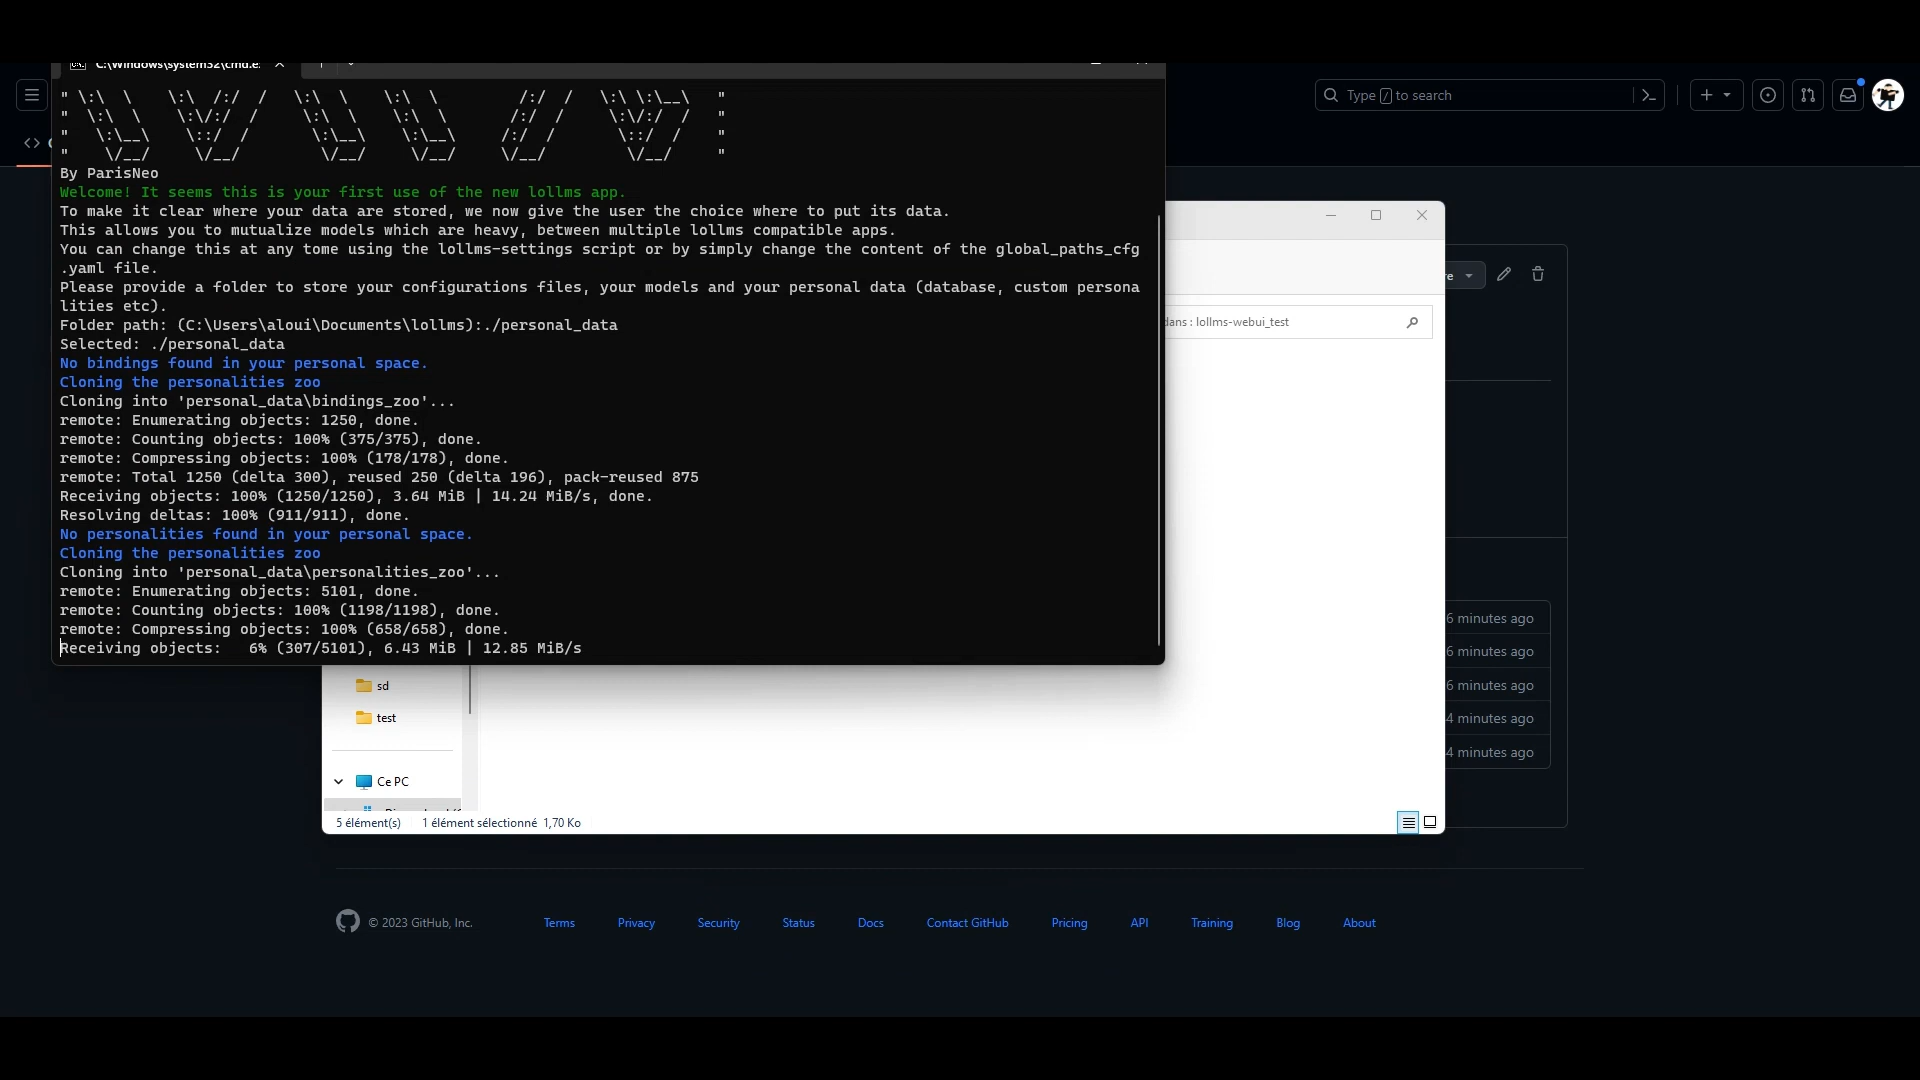 C:\Windows\system32\cmd.e
Type / to search
" \:\  \    \:\  /:/  /   \:\  \    \:\  \         /:/  /   \:\ \:\__\   "
"  \:\  \    \:\/:/  /     \:\  \    \:\  \       /:/  /     \:\/:/  /   "
"   \:\__\    \::/  /       \:\__\    \:\__\     /:/  /       \::/  /    "
"    \/__/     \/__/         \/__/     \/__/     \/__/         \/__/     "
By ParisNeo
Welcome! It seems this is your first use of the new lollms app.
To make it clear where your data are stored, we now give the user the choice where to put its data.
This allows you to mutualize models which are heavy, between multiple lollms compatible apps.
You can change this at any tome using the lollms-settings script or by simply change the content of the global_paths_cfg
.yaml file.
Please provide a folder to store your configurations files, your models and your personal data (database, custom persona
lities etc).
Folder path: (C:\Users\aloui\Documents\lollms):./personal_data
Selected: ./personal_data
No bindings found in your personal space.
Cloning the personalities zoo
Cloning into 'personal_data\bindings_zoo'...
remote: Enumerating objects: 1250, done.
remote: Counting objects: 100% (375/375), done.
remote: Compressing objects: 100% (178/178), done.
remote: Total 1250 (delta 300), reused 250 (delta 196), pack-reused 875
Receiving objects: 100% (1250/1250), 3.64 MiB | 14.24 MiB/s, done.
Resolving deltas: 100% (911/911), done.
No personalities found in your personal space.
Cloning the personalities zoo
Cloning into 'personal_data\personalities_zoo'...
remote: Enumerating objects: 5101, done.
remote: Counting objects: 100% (1198/1198), done.
remote: Compressing objects: 100% (658/658), done.
Receiving objects:   6% (307/5101), 6.43 MiB | 12.85 MiB/s
re
dans : lollms-webui_test
6 minutes ago
6 minutes ago
6 minutes ago
4 minutes ago
4 minutes ago
sd
test
Ce PC
5 élément(s) 1 élément sélectionné 1,70 Ko
© 2023 GitHub, Inc. Terms Privacy Security Status Docs Contact GitHub Pricing API Training Blog About